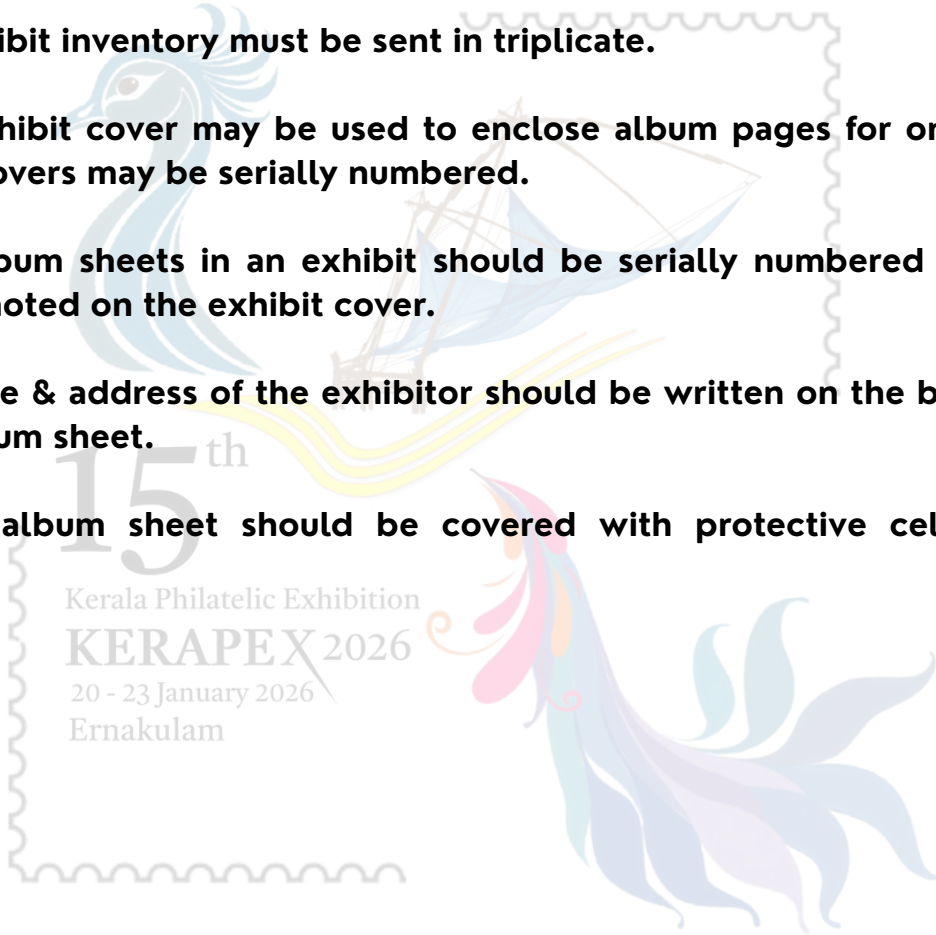 ibit inventory must be sent in triplicate.
hibit cover may be used to enclose album pages for or
overs may be serially numbered.
bum sheets in an exhibit should be serially numbered
noted on the exhibit cover.
e & address of the exhibitor should be written on the b
um sheet.
album sheet should be covered with protective cel
15th
Kerala Philatelic Exhibition
KERAPEX 2026
20 - 23 January 2026
Ernakulam